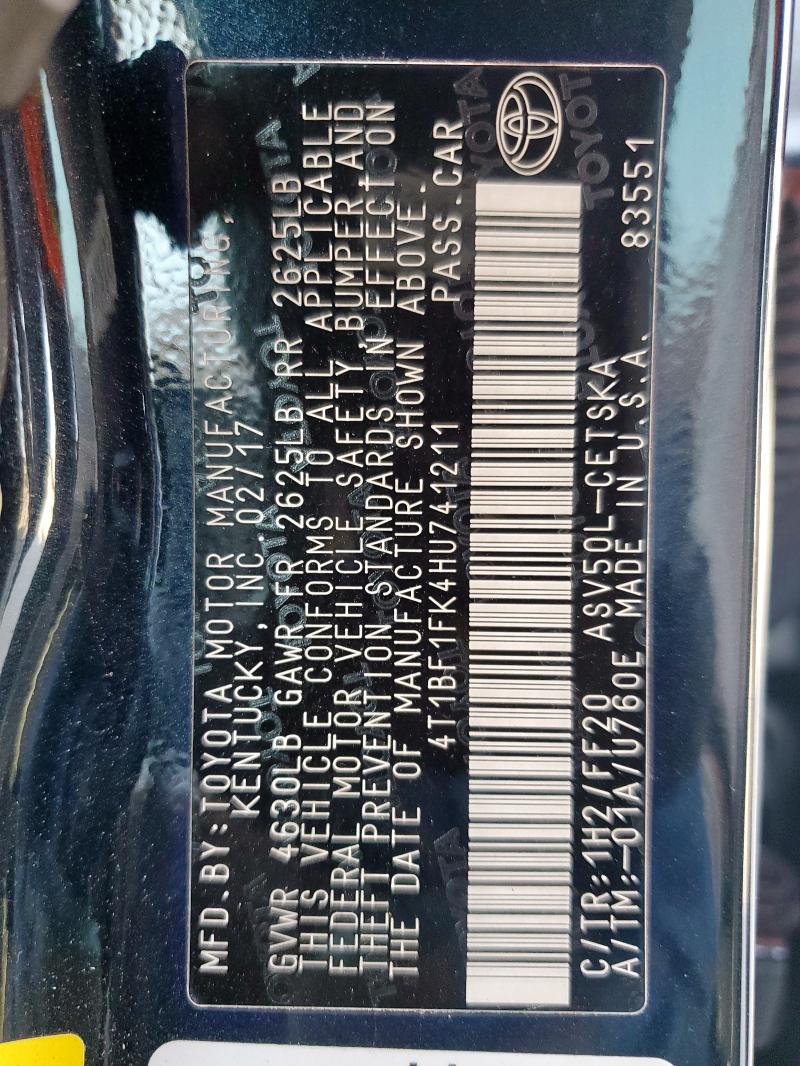 MFD.BY:TOYOTA MOTOR MANUFACTURING,
KENTUCKY, INC. 02/17
GVWR 4630LB GAWR FR 2625LB RR 2625LB
THIS VEHICLE CONFORMS TO ALL APPLICABLE
FEDERAL MOTOR VEHICLE SAFETY BUMPER AND
THEFT PREVENTION STANDARDS IN EFFECT ON
THE DATE OF MANUFACTURE SHOWN ABOVE.
4T1BF1FK4HU741211 PASS.CAR
C/TR:1H2/FF20 ASV50L-CETSKA 83551
A/TM:-01A/U760E MADE IN U.S.A.